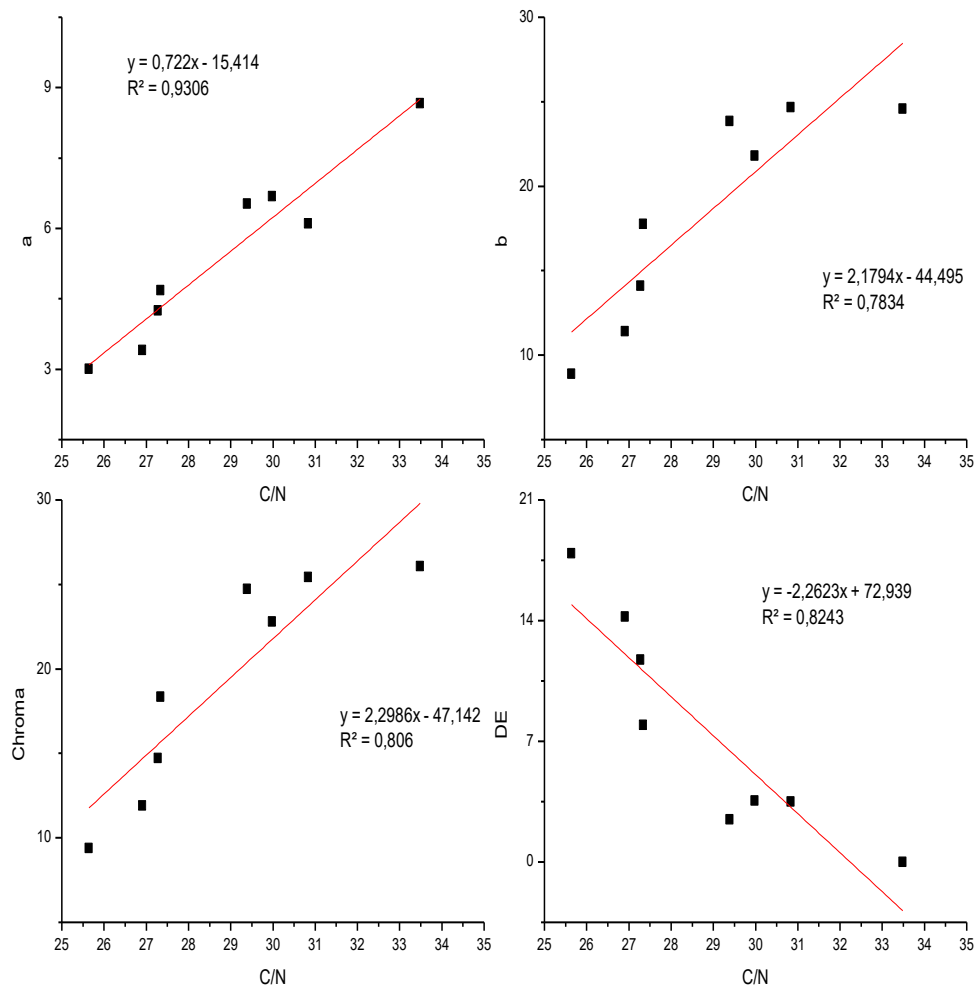 y = 0,722x - 15,414
R² = 0,9306
9
6
3
a
25 26 27 28 29 30 31 32 33 34 35
C/N
30
20
10
b
y = 2,1794x - 44,495
R² = 0,7834
25 26 27 28 29 30 31 32 33 34 35
C/N
30
20
10
Chroma
y = 2,2986x - 47,142
R² = 0,806
25 26 27 28 29 30 31 32 33 34 35
C/N
21
14
7
0
DE
y = -2,2623x + 72,939
R² = 0,8243
25 26 27 28 29 30 31 32 33 34 35
C/N